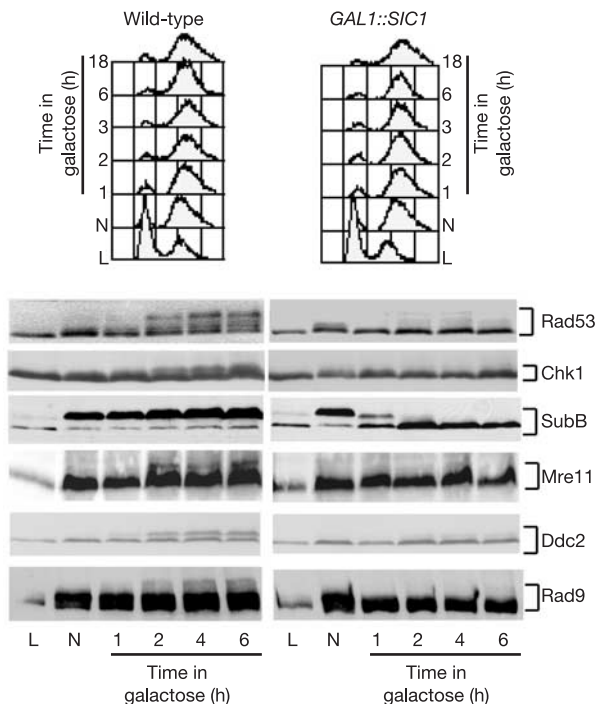 Wild-type
GAL1::SIC1
Time in
galactose (h)
18
6
3
2
1
N
L
18
6
3
2
1
N
L
Time in
galactose (h)
Rad53
Chk1
SubB
Mre11
Ddc2
Rad9
L N 1 2 4 6
L N 1 2 4 6
Time in
galactose (h)
Time in
galactose (h)